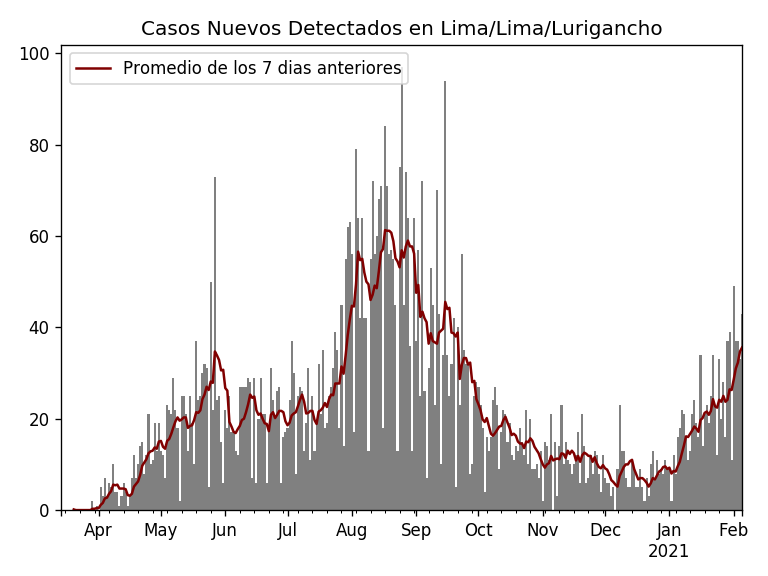 Casos Nuevos Detectados en Lima/Lima/Lurigancho
Promedio de los 7 dias anteriores
100
80
60
40
20
0
Apr May Jun Jul Aug Sep Oct Nov Dec Jan Feb
2021